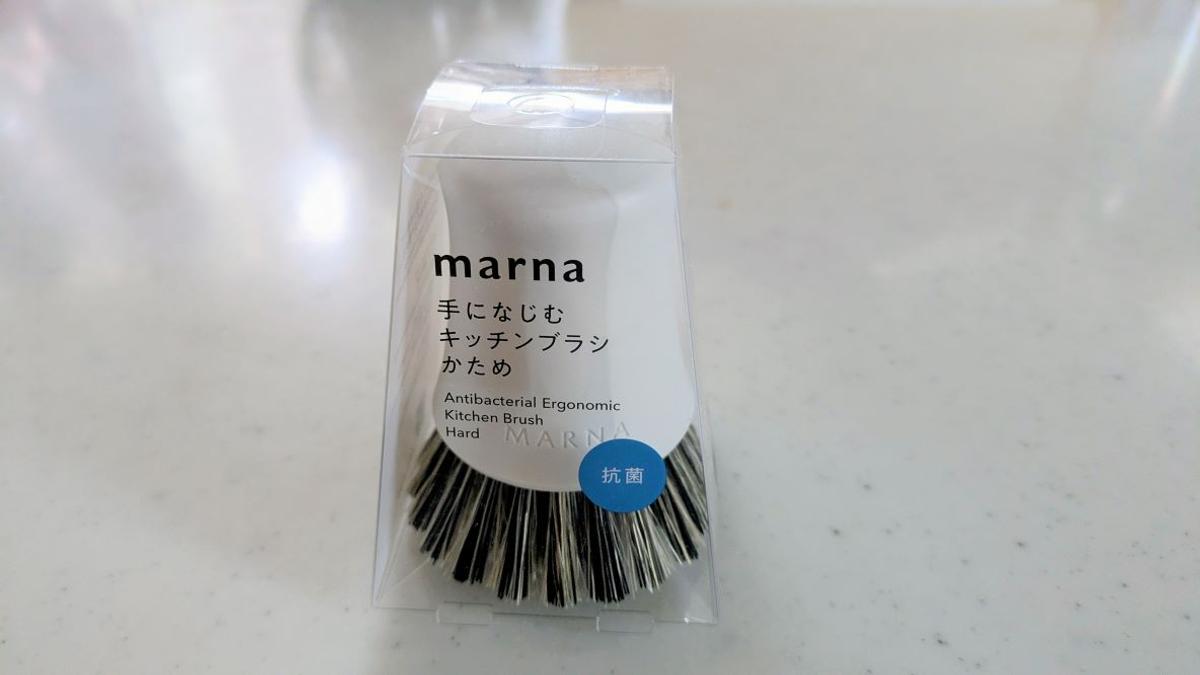 marna
手になじむ
キッチンブラシ
かため
Antibacterial Ergonomic
Kitchen Brush
Hard
MARNA
抗菌